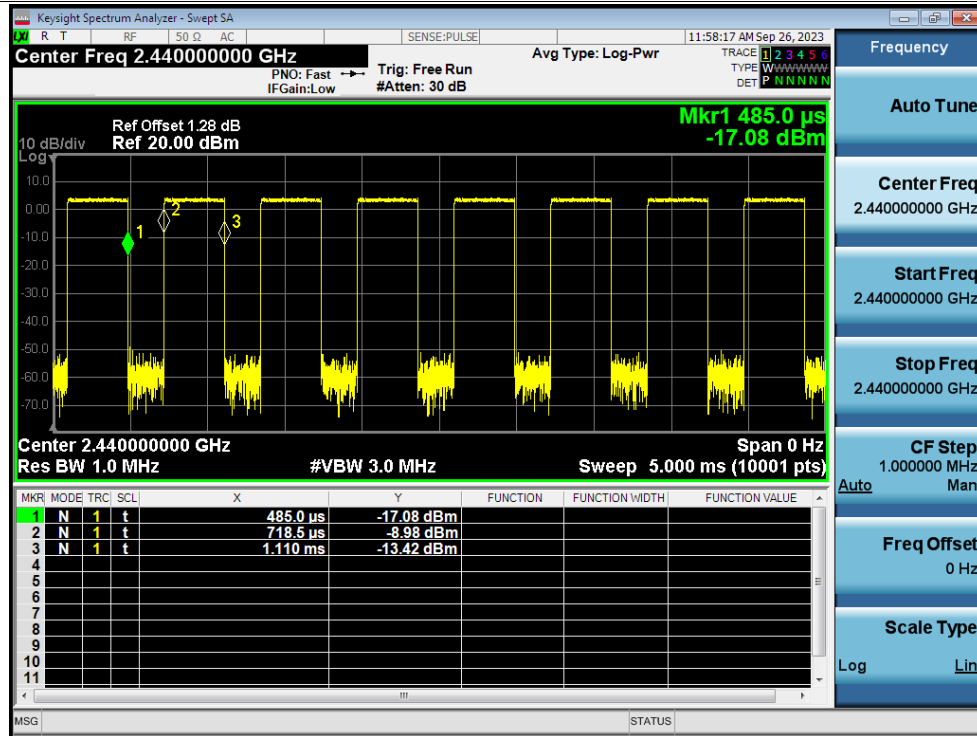 Keysight Spectrum Analyzer - Swept SA
LXI R T RF 50 Ω AC SENSE:PULSE 11:58:17 AM Sep 26, 2023
Center Freq 2.440000000 GHz
PNO: Fast
IFGain:Low
Trig: Free Run
#Atten: 30 dB
Avg Type: Log-Pwr
TRACE 1 2 3 4 5 6
TYPE WWWWWW
DET P N N N N N
Mkr1 485.0 µs
-17.08 dBm
Ref Offset 1.28 dB
Ref 20.00 dBm
10 dB/div
Log
10.0
0.00
-10.0
-20.0
-30.0
-40.0
-50.0
-60.0
-70.0
1
2
3
Center 2.440000000 GHz Span 0 Hz
Res BW 1.0 MHz #VBW 3.0 MHz Sweep 5.000 ms (10001 pts)
MKR MODE TRC SCL X Y FUNCTION FUNCTION WIDTH FUNCTION VALUE
1 N 1 t 485.0 µs -17.08 dBm
2 N 1 t 718.5 µs -8.98 dBm
3 N 1 t 1.110 ms -13.42 dBm
4
5
6
7
8
9
10
11
MSG STATUS
Frequency
Auto Tune
Center Freq
2.440000000 GHz
Start Freq
2.440000000 GHz
Stop Freq
2.440000000 GHz
CF Step
1.000000 MHz
Auto Man
Freq Offset
0 Hz
Scale Type
Log Lin